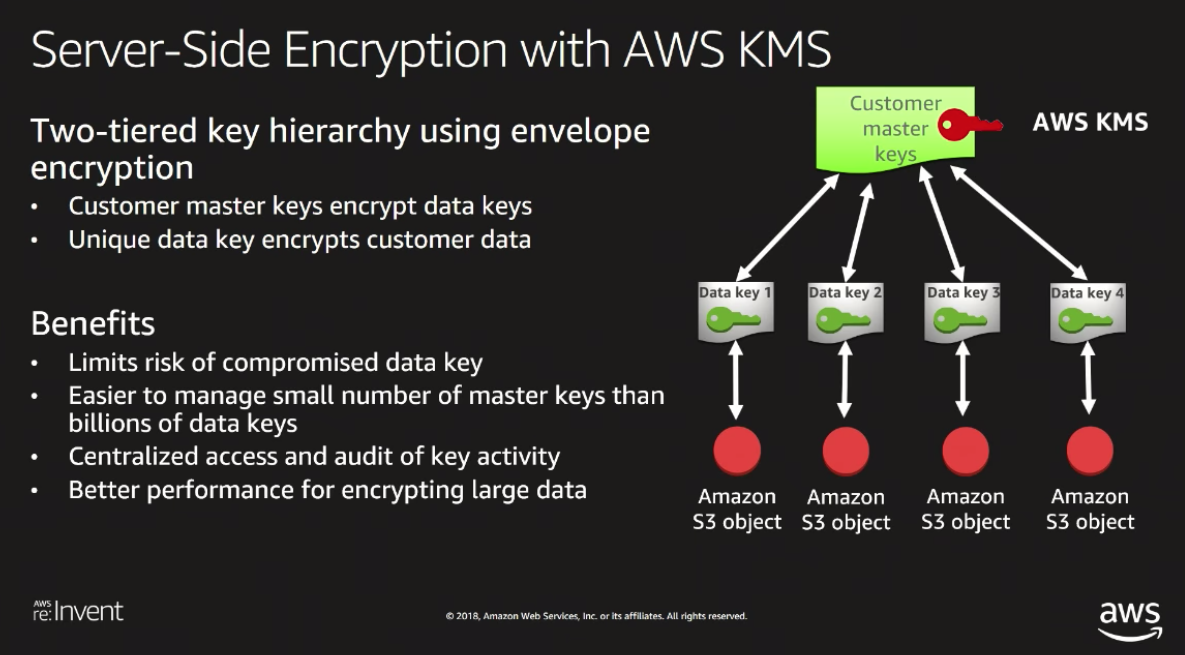 Server-Side Encryption with AWS KMS
Two-tiered key hierarchy using envelope
encryption
• Customer master keys encrypt data keys
• Unique data key encrypts customer data
Benefits
• Limits risk of compromised data key
• Easier to manage small number of master keys than
billions of data keys
• Centralized access and audit of key activity
• Better performance for encrypting large data
Customer
master
keys
AWS KMS
Data key 1
Data key 2
Data key 3
Data key 4
Amazon
S3 object
Amazon
S3 object
Amazon
S3 object
Amazon
S3 object
AWS
re:Invent
© 2018, Amazon Web Services, Inc. or its affiliates. All rights reserved.
aws